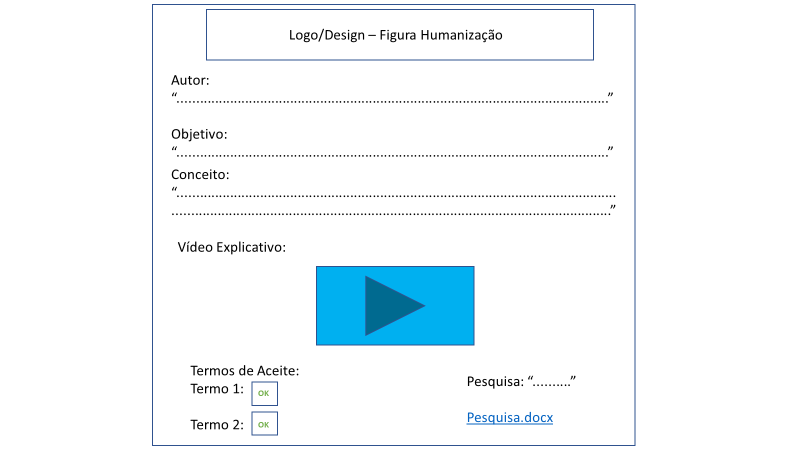 Logo/Design – Figura Humanização
Autor:
“............................................................................................................”
Objetivo:
“............................................................................................................”
Conceito:
“..............................................................................................................
..............................................................................................................”
Vídeo Explicativo:
Termos de Aceite:
Termo 1: OK
Termo 2: OK
Pesquisa: “..........”
Pesquisa.docx